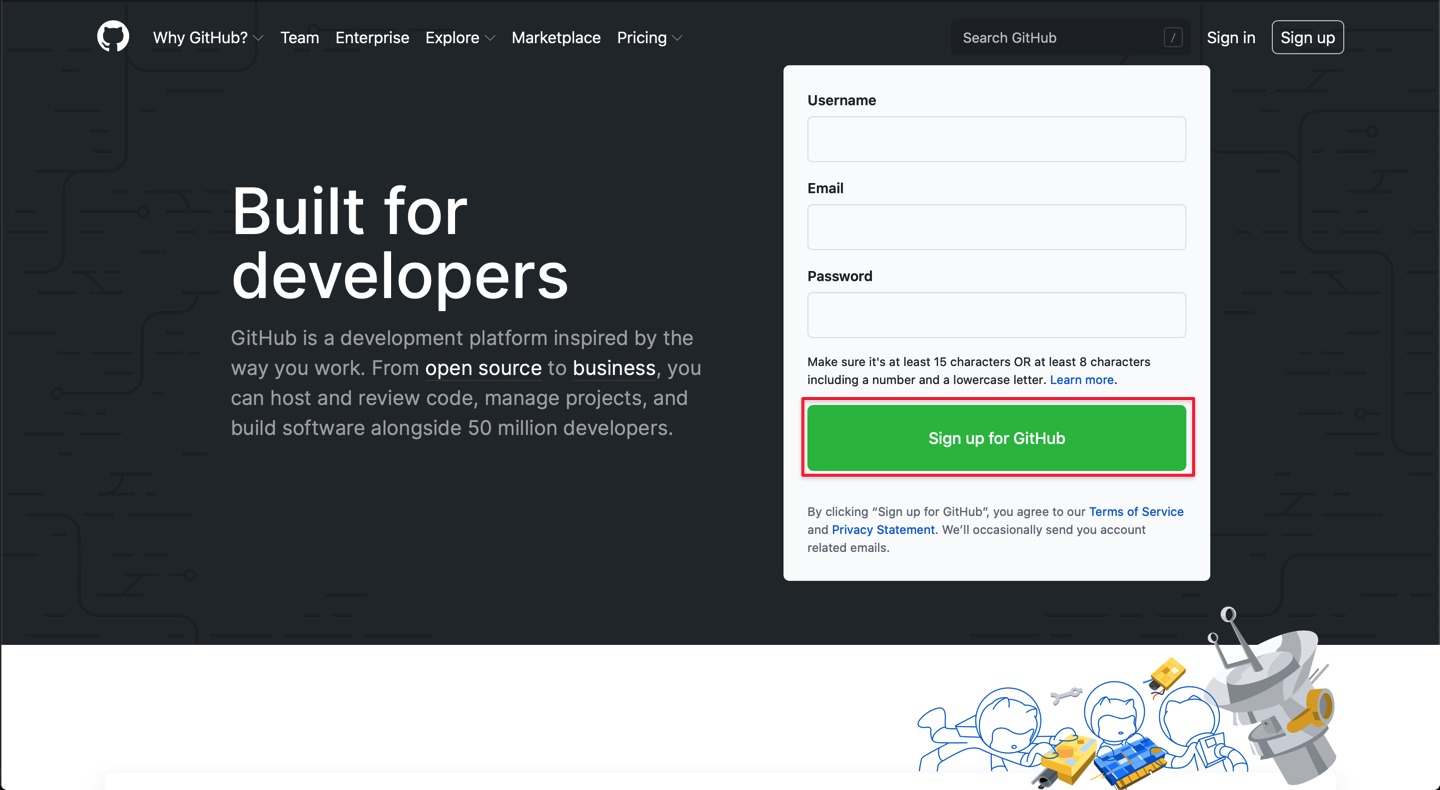 Why GitHub? Team Enterprise Explore Marketplace Pricing Search GitHub / Sign in Sign up
Built for
developers
GitHub is a development platform inspired by the
way you work. From open source to business, you
can host and review code, manage projects, and
build software alongside 50 million developers.
Username
Email
Password
Make sure it's at least 15 characters OR at least 8 characters
including a number and a lowercase letter. Learn more.
Sign up for GitHub
By clicking “Sign up for GitHub”, you agree to our Terms of Service
and Privacy Statement. We’ll occasionally send you account
related emails.